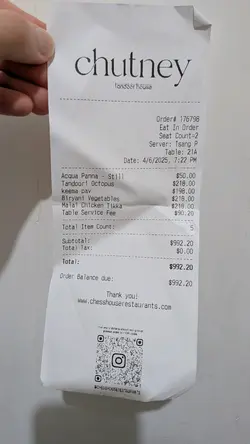 chutney
tandoorhouse
Order# 176798
Eat In Order
Seat Count=2
Server: Tsang P
Table: 21A
Date: 4/6/2025, 7:22 PM
Acqua Panna - Still $50.00
Tandoori Octopus $218.00
Keema pav $198.00
Biryani Vegetables $218.00
Malai Chicken Tikka $218.00
Table Service Fee $90.20
Total Item Count: 5
Subtotal: $992.20
Total Tax: $0.00
Total: $992.20
Order Balance due: $992.20
Thank you!